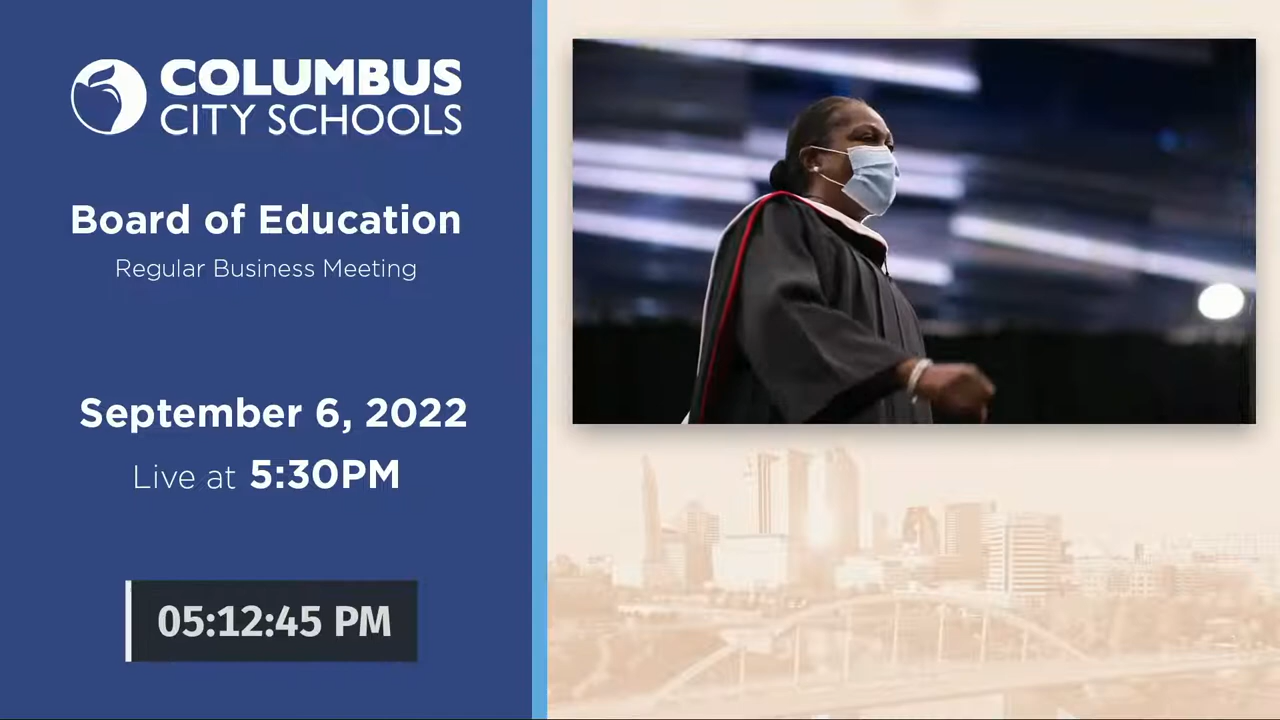 COLUMBUS
CITY SCHOOLS
Board of Education
Regular Business Meeting
September 6, 2022
Live at 5:30PM
05:12:45 PM